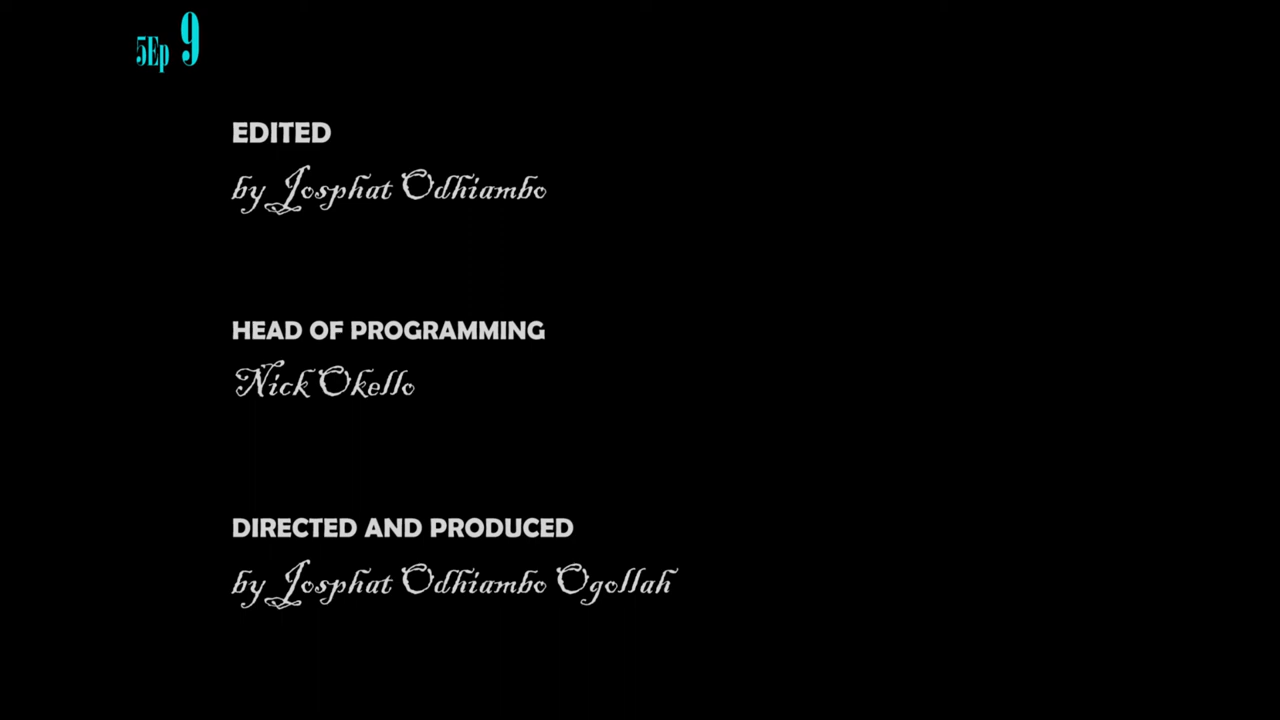 5Ep 9
EDITED
by Josphat Odhiambo
HEAD OF PROGRAMMING
Nick Okello
DIRECTED AND PRODUCED
by Josphat Odhiambo Ogollah